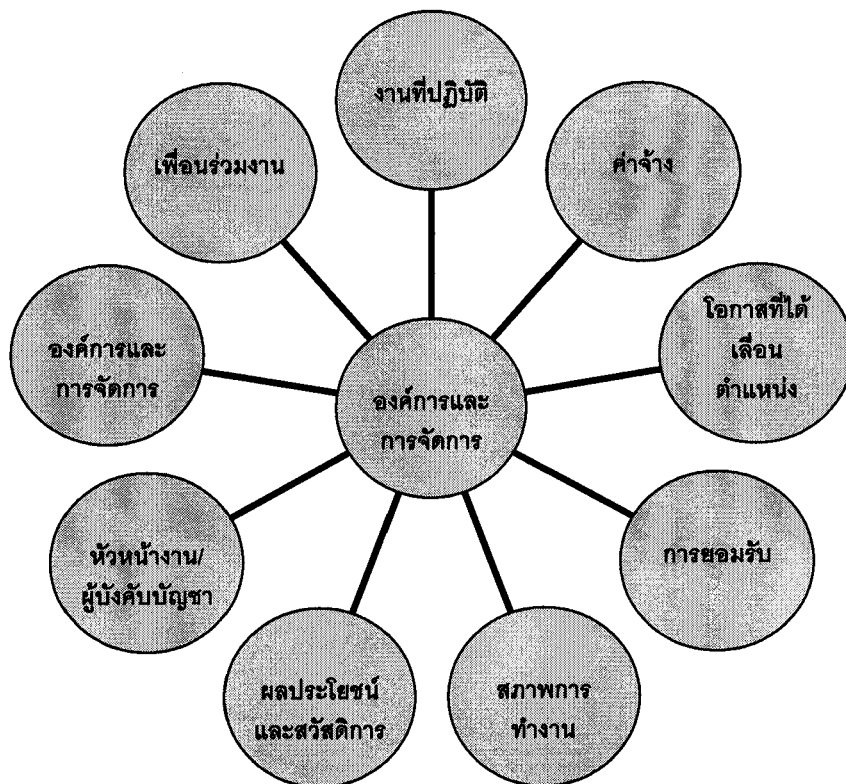 งานที่ปฏิบัติ
ค่าจ้าง
โอกาสที่ได้
เลื่อน
ตำแหน่ง
การยอมรับ
สภาพการ
ทำงาน
ผลประโยชน์
และสวัสดิการ
หัวหน้างาน/
ผู้บังคับบัญชา
องค์การและ
การจัดการ
เพื่อนร่วมงาน
องค์การและ
การจัดการ